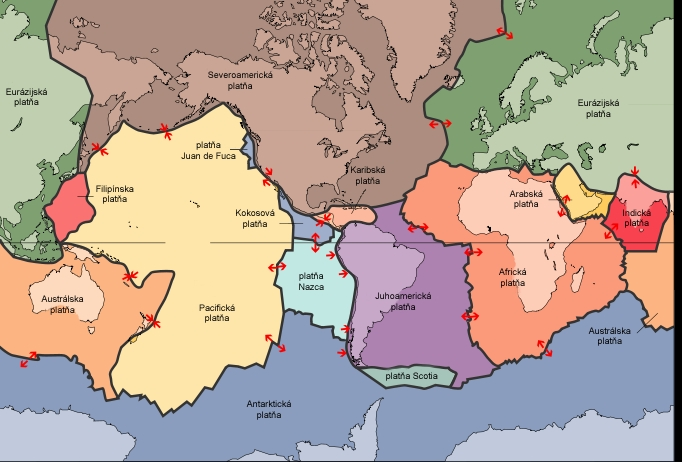 Severoamerická
platňa
Eurázijská
platňa
Eurázijská
platňa
platňa
Juan de Fuca
Karibská
platňa
Filipínska
platňa
Arabská
platňa
Kokosová
platňa
Indická
platňa
Austrálska
platňa
Pacifická
platňa
platňa
Nazca
Juhoamerická
platňa
Africká
platňa
Austrálska
platňa
platňa Scotia
Antarktická
platňa